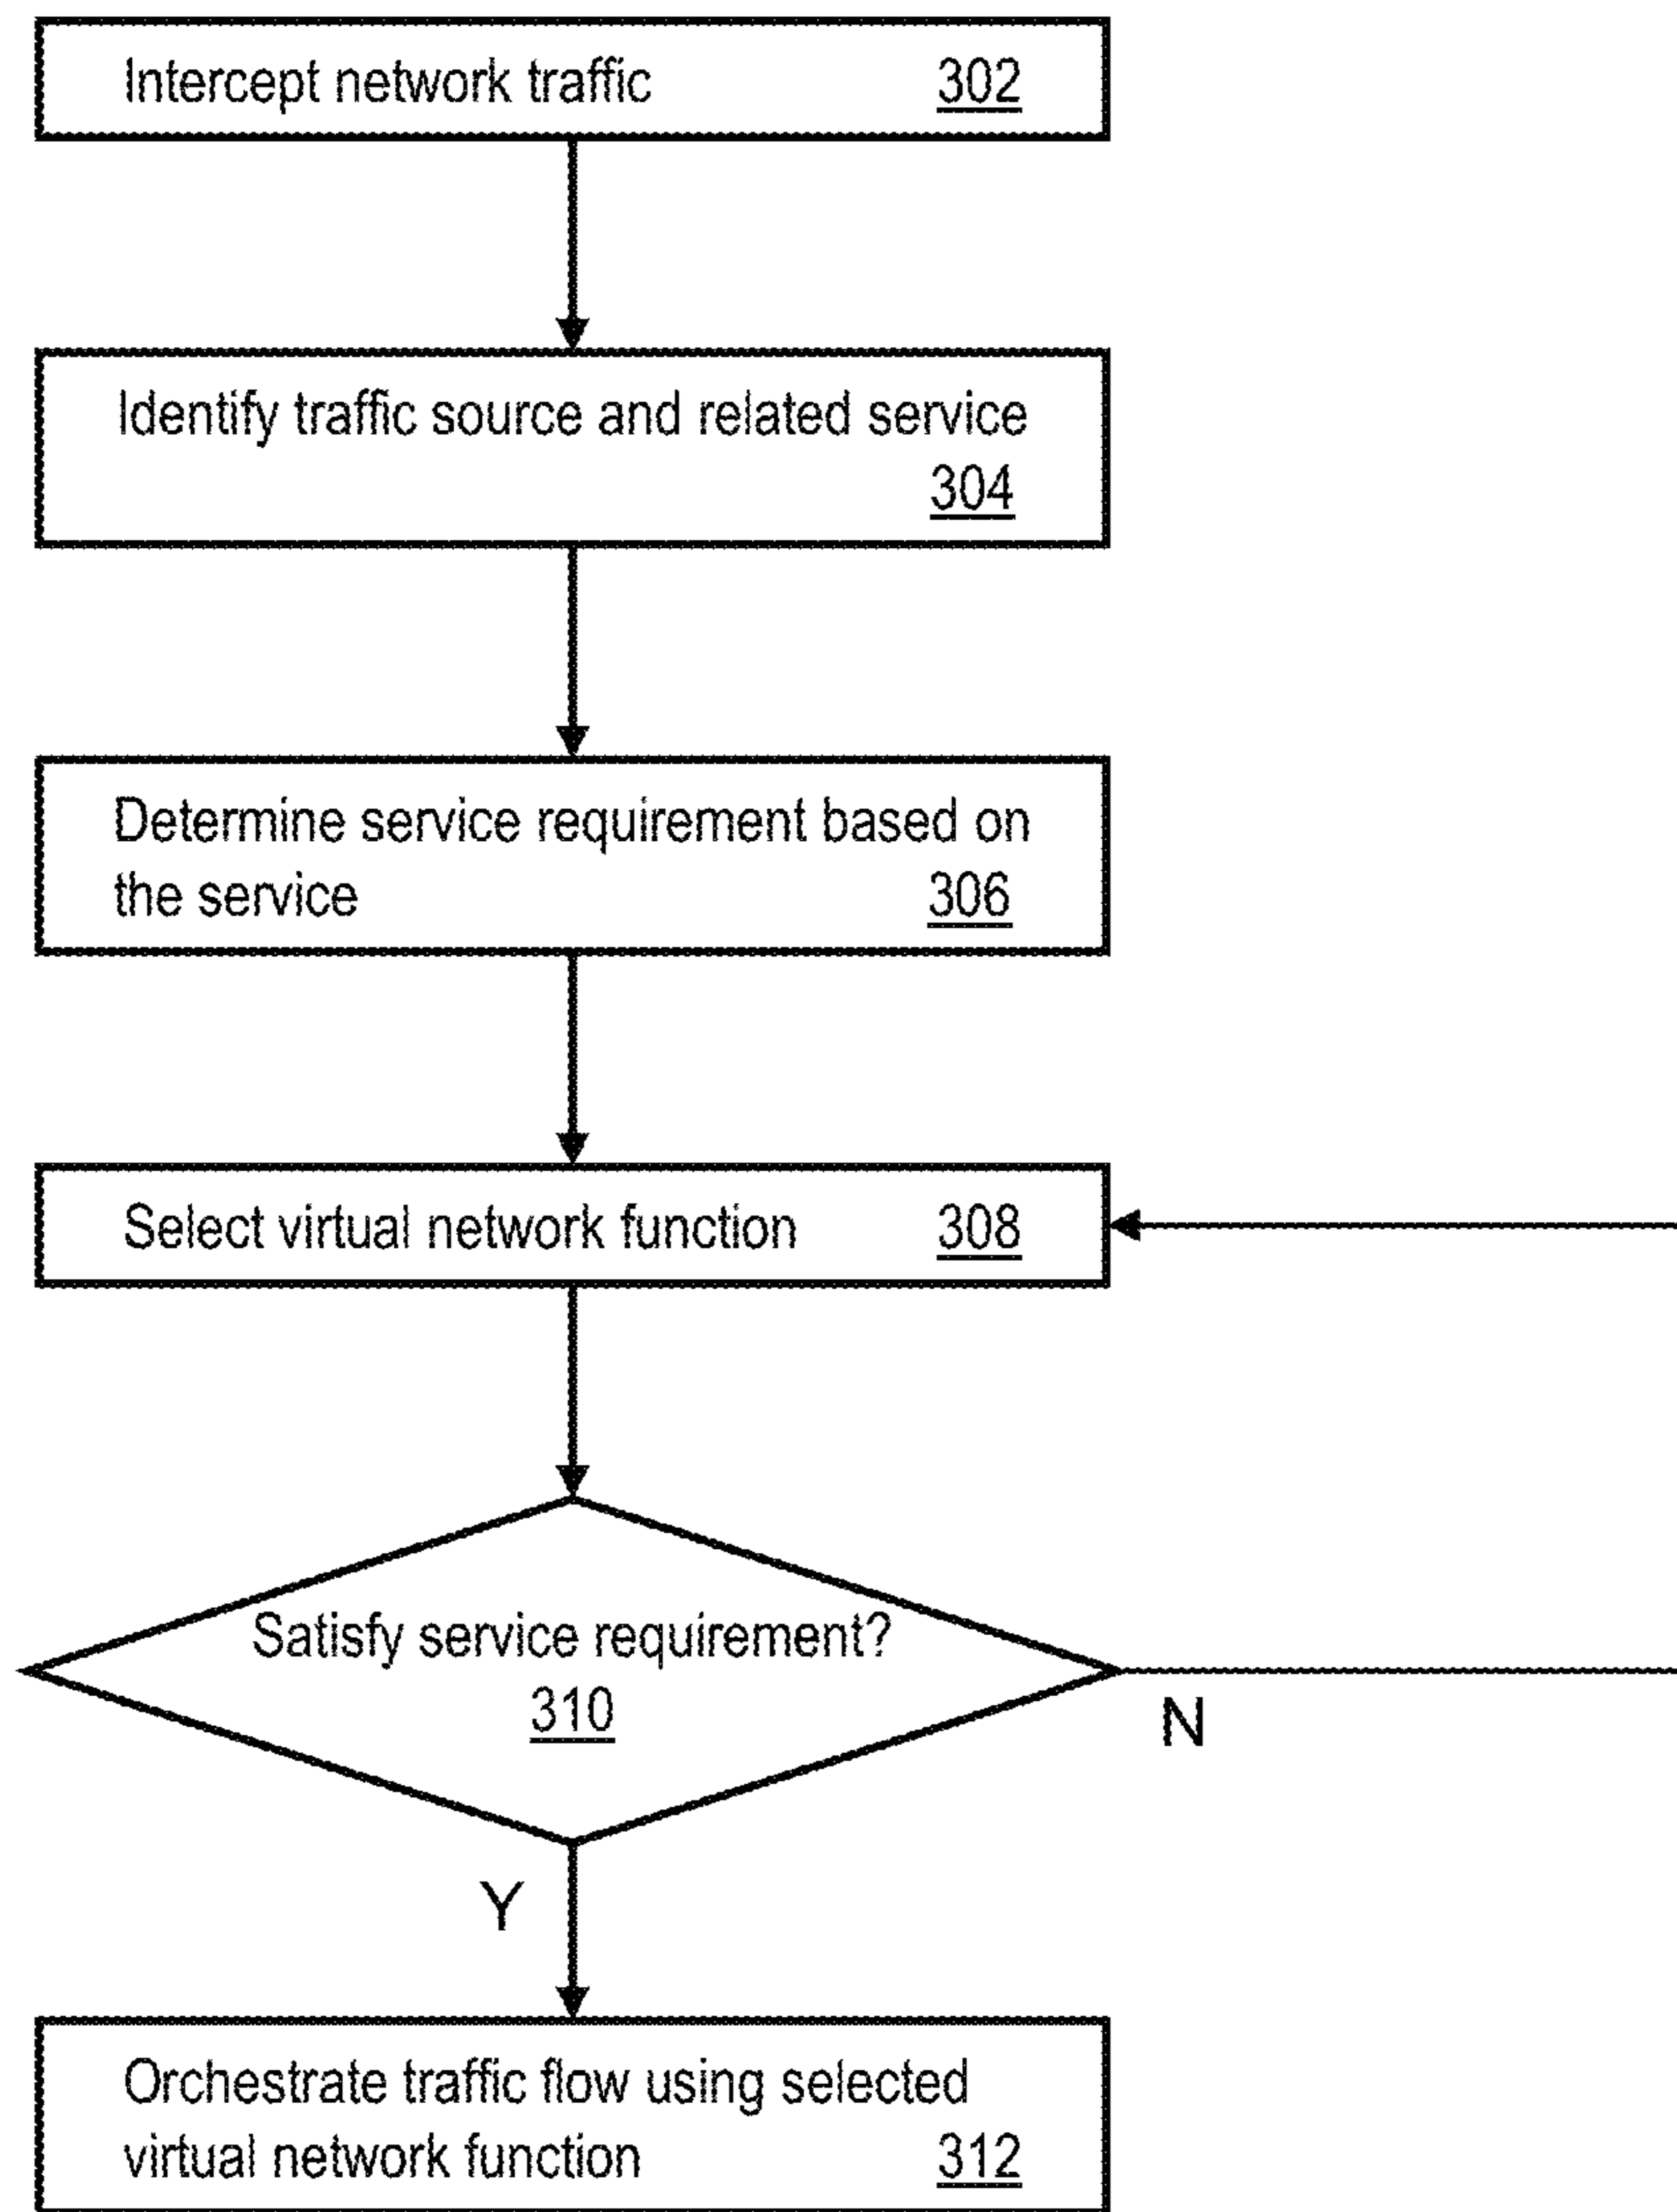 Intercept network traffic 302
Identify traffic source and related service
304
Determine service requirement based on
the service 306
Select virtual network function 308
Satisfy service requirement?
310
N
Y
Orchestrate traffic flow using selected
virtual network function 312